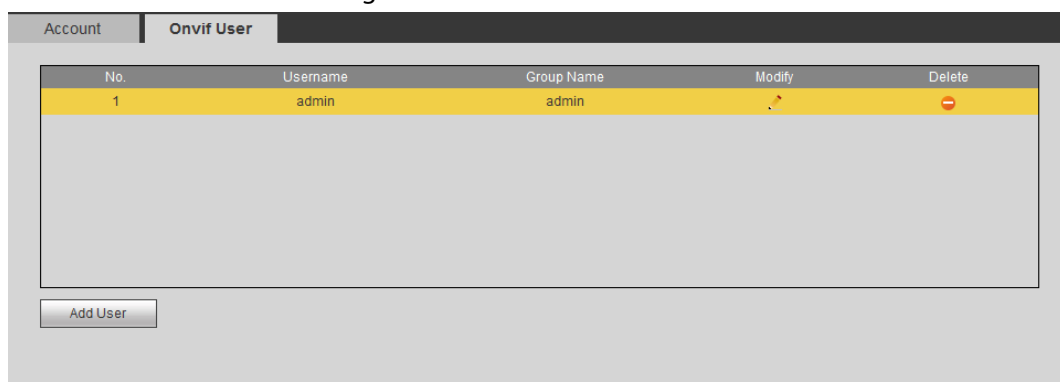 Account Onvif User
No. Username Group Name Modify Delete
1 admin admin
Add User